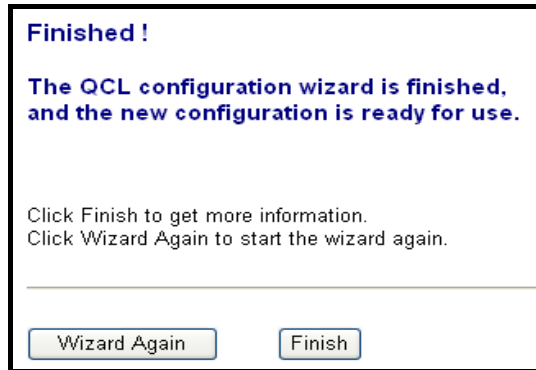 Finished !
The QCL configuration wizard is finished,
and the new configuration is ready for use.
Click Finish to get more information.
Click Wizard Again to start the wizard again.
Wizard Again Finish